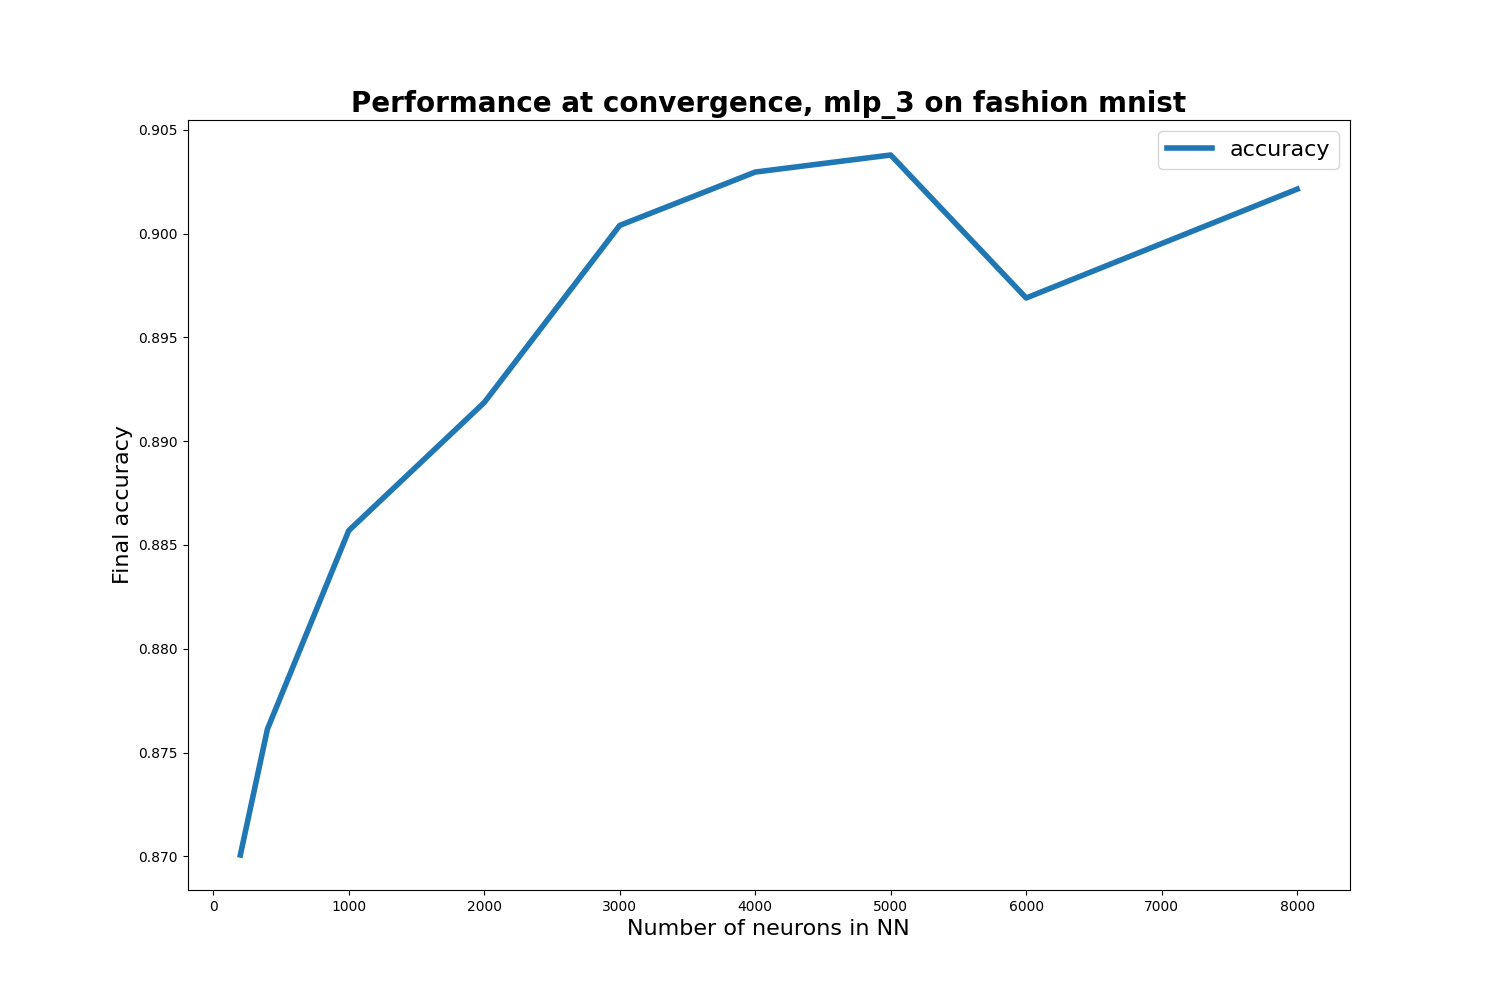 Performance at convergence, mlp_3 on fashion mnist
accuracy
Final accuracy
0.905
0.900
0.895
0.890
0.885
0.880
0.875
0.870
0 1000 2000 3000 4000 5000 6000 7000 8000
Number of neurons in NN